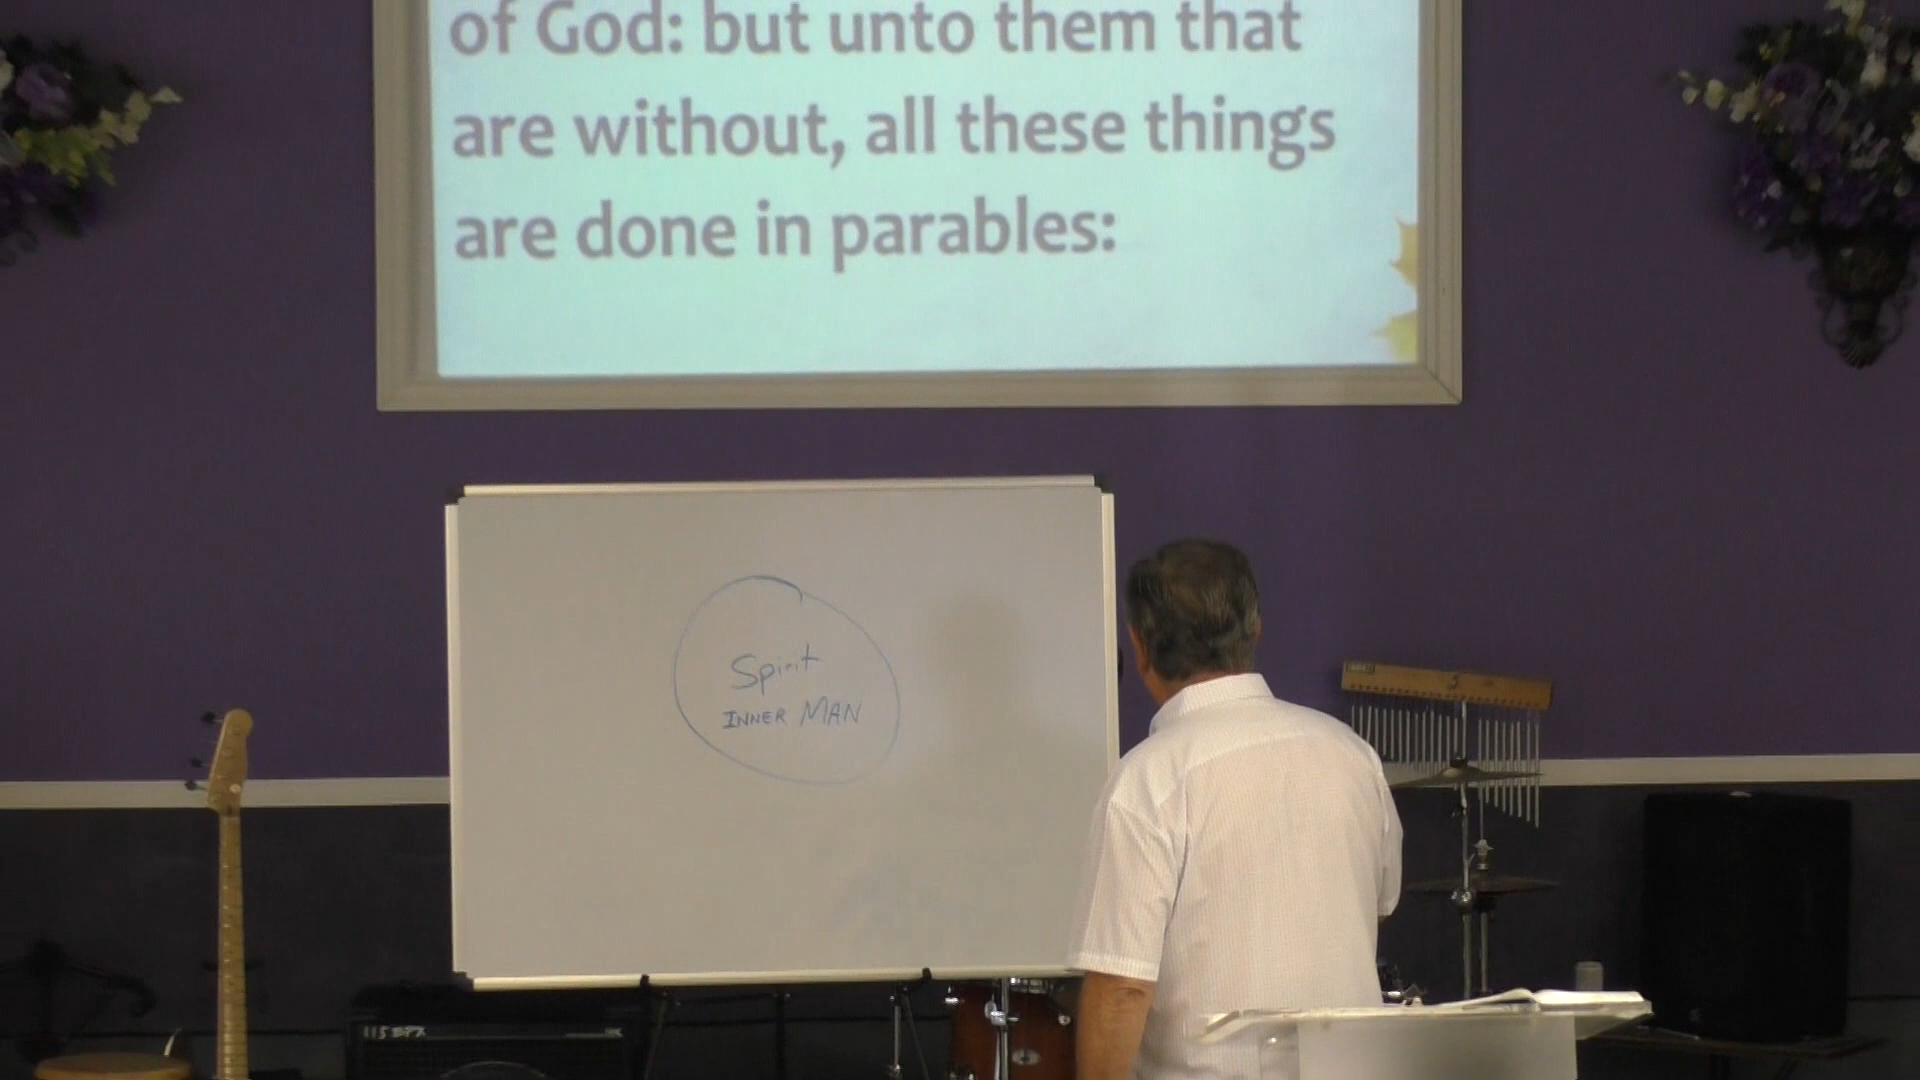 of God: but unto them that
are without, all these things
are done in parables:
Spirit
INNER MAN